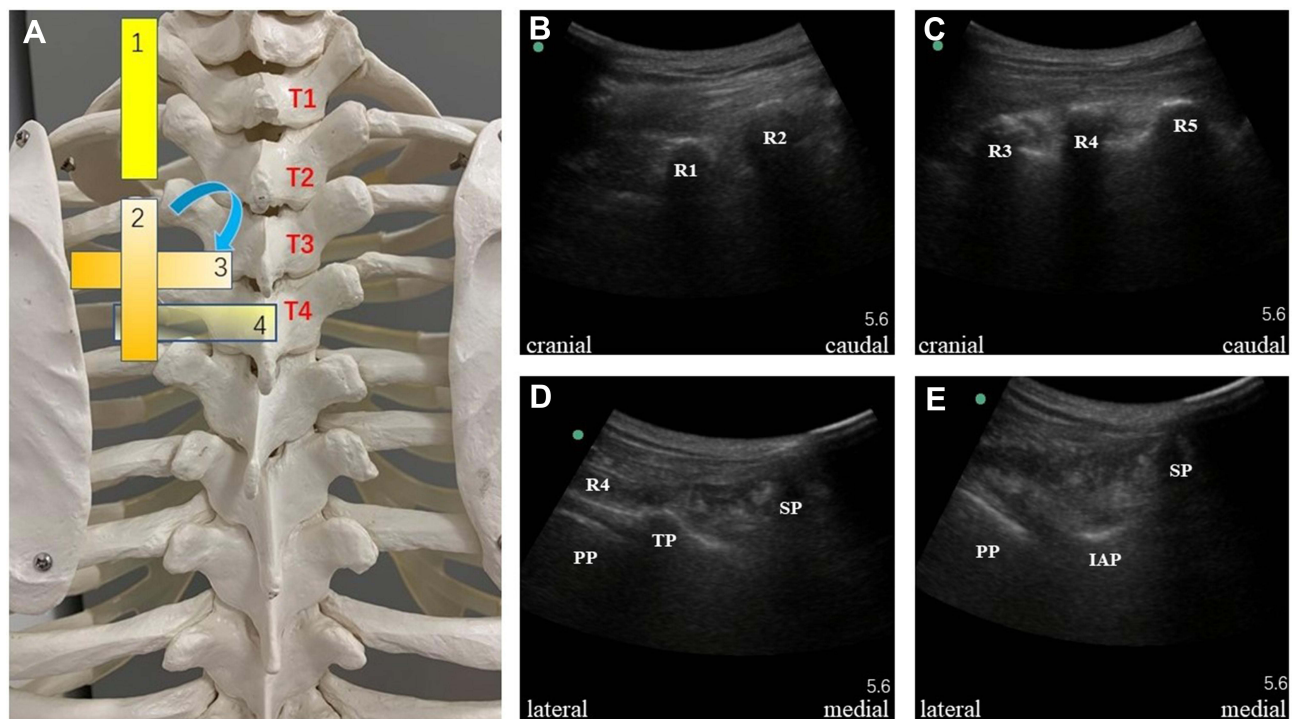 A
1
T1
T2
2
T3
3
T4
4
B
R1
R2
5.6
cranial
caudal
C
R3
R4
R5
5.6
cranial
caudal
D
R4
SP
TP
PP
5.6
lateral
medial
E
SP
PP
IAP
5.6
lateral
medial